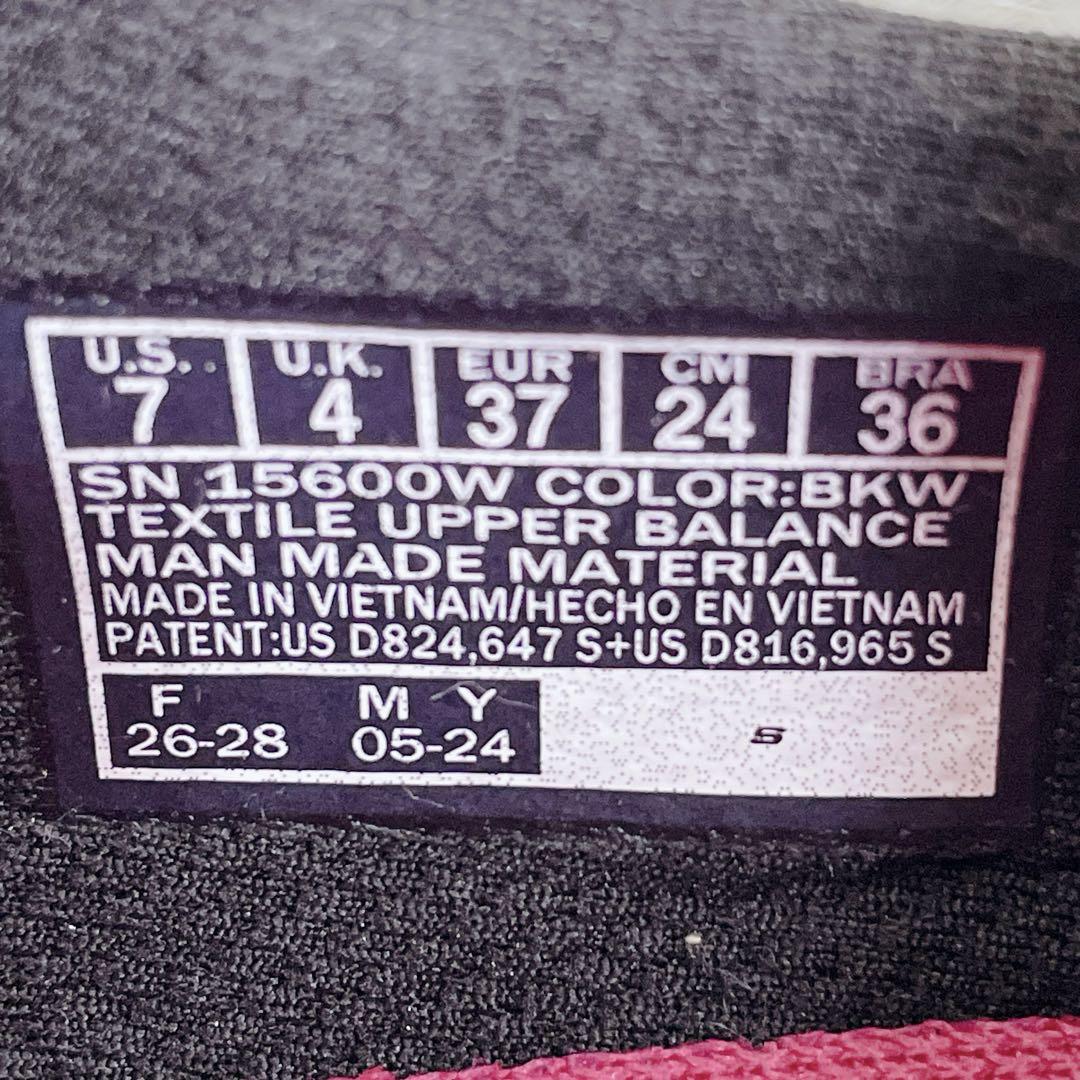 U.S. U.K. EUR CM BRA
7 4 37 24 36
SN 15600W COLOR:BKW
TEXTILE UPPER BALANCE
MAN MADE MATERIAL
MADE IN VIETNAM/HECHO EN VIETNAM
PATENT:US D824,647 S+US D816,965 S
F M Y
26-28 05-24
S